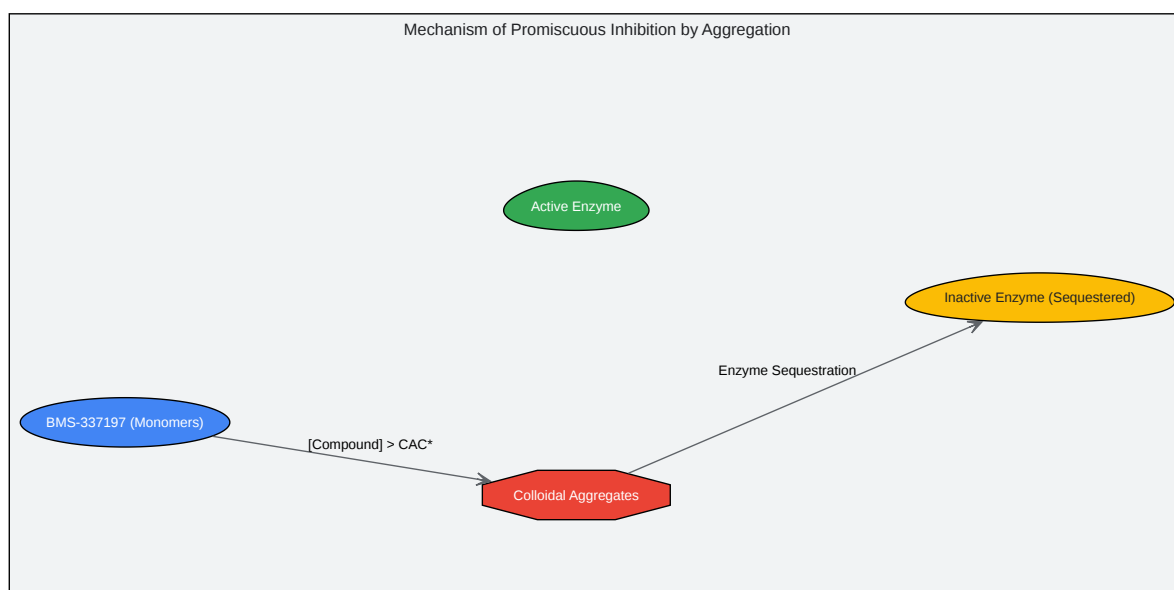 Mechanism of Promiscuous Inhibition by Aggregation
Active Enzyme
Inactive Enzyme (Sequestered)
Enzyme Sequestration
BMS-337197 (Monomers)
[Compound] > CAC*
Colloidal Aggregates